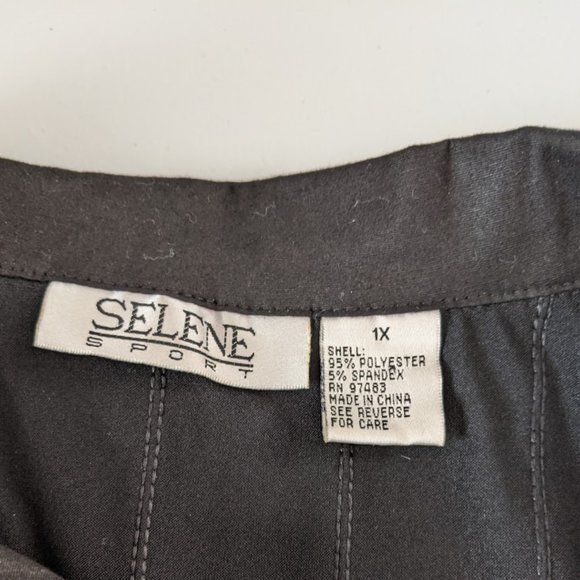 SELENE
SPORT
1X
SHELL:
95% POLYESTER
5% SPANDEX
RN 97483
MADE IN CHINA
SEE REVERSE
FOR CARE